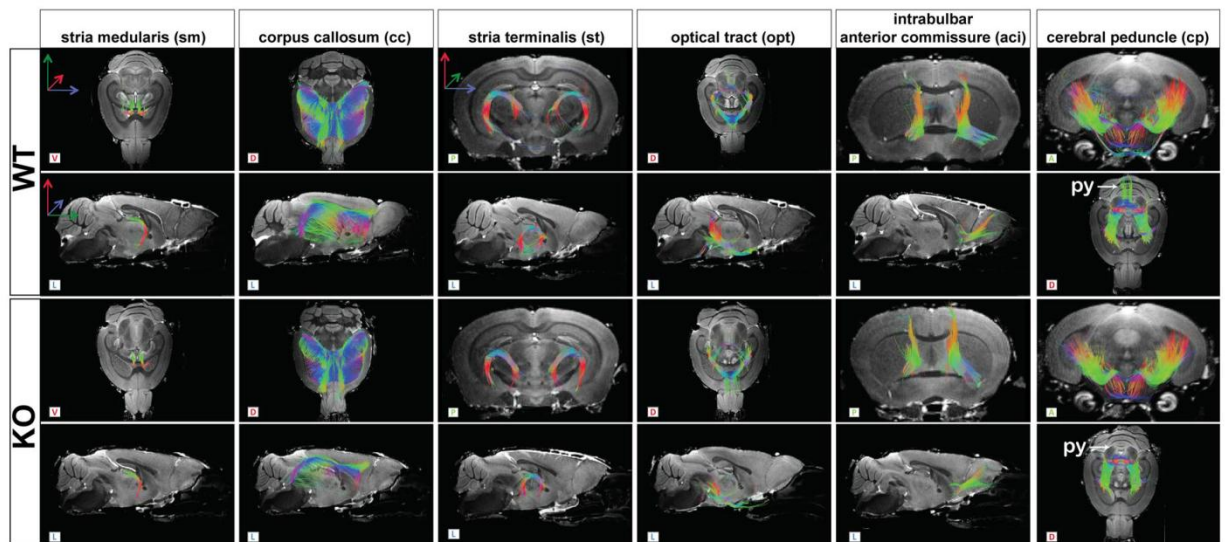 stria medularis (sm)
corpus callosum (cc)
stria terminalis (st)
optical tract (opt)
intrabulbar
anterior commissure (aci)
cerebral peduncle (cp)
WT
V
D
P
D
P
A
L
L
L
L
L
py
D
KO
V
D
P
D
P
A
L
L
L
L
L
py
D